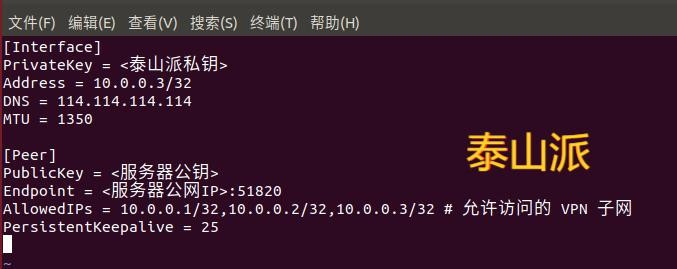 文件(F) 编辑(E) 查看(V) 搜索(S) 终端(T) 帮助(H)
[Interface]
PrivateKey = <泰山派私钥>
Address = 10.0.0.3/32
DNS = 114.114.114.114
MTU = 1350
泰山派
[Peer]
PublicKey = <服务器公钥>
Endpoint = <服务器公网IP>:51820
AllowedIPs = 10.0.0.1/32,10.0.0.2/32,10.0.0.3/32 # 允许访问的 VPN 子网
PersistentKeepalive = 25
~